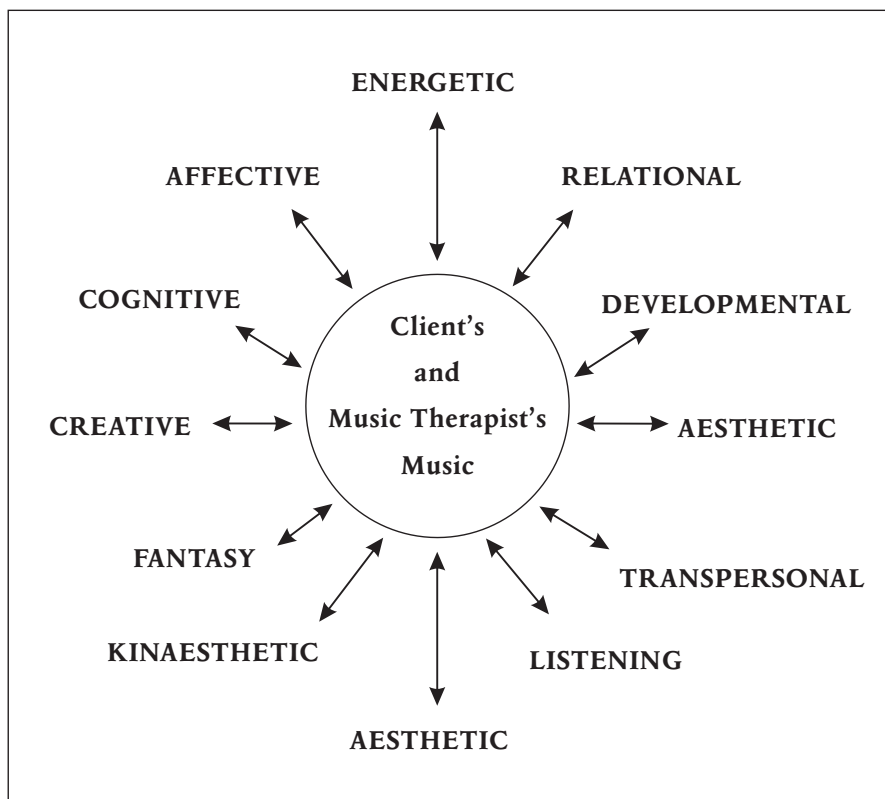 ENERGETIC
AFFECTIVE
RELATIONAL
COGNITIVE
DEVELOPMENTAL
Client's
and
Music Therapist's
Music
CREATIVE
AESTHETIC
FANTASY
TRANSPERSONAL
KINAESTHETIC
LISTENING
AESTHETIC